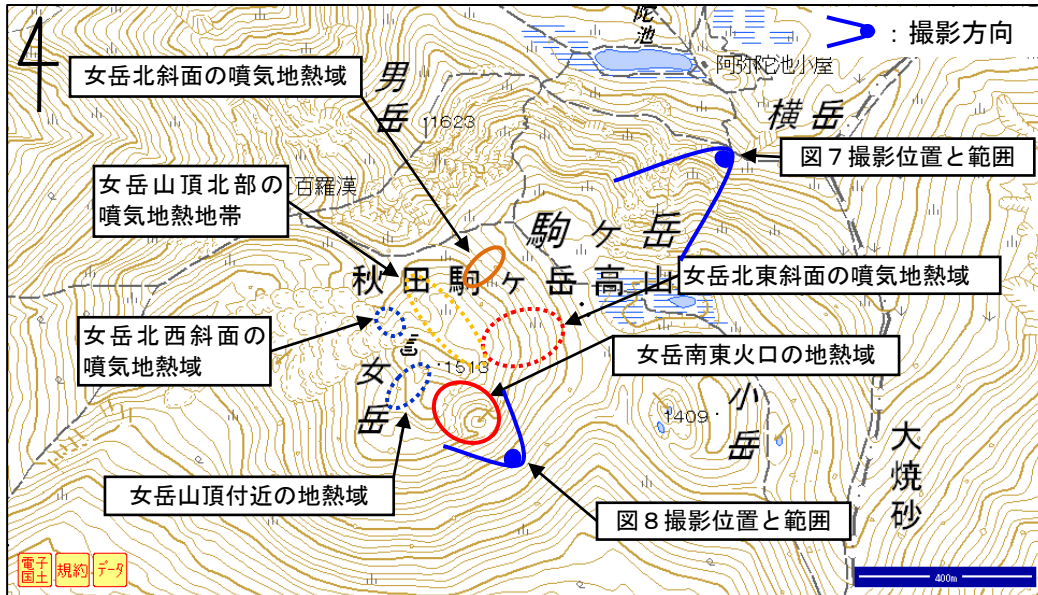 4
陀池
：撮影方向
女岳北斜面の噴気地熱域
男岳
1623
阿弥陀池小屋
横岳
図７撮影位置と範囲
女岳山頂北部の
噴気地熱地帯
百羅漢
駒ヶ岳
秋田駒ヶ岳高山
女岳北東斜面の噴気地熱域
女岳北西斜面の
噴気地熱域
女岳南東火口の地熱域
1513
女岳
1409
小岳
大焼砂
女岳山頂付近の地熱域
図８撮影位置と範囲
電子
国土
規約
データ
400m